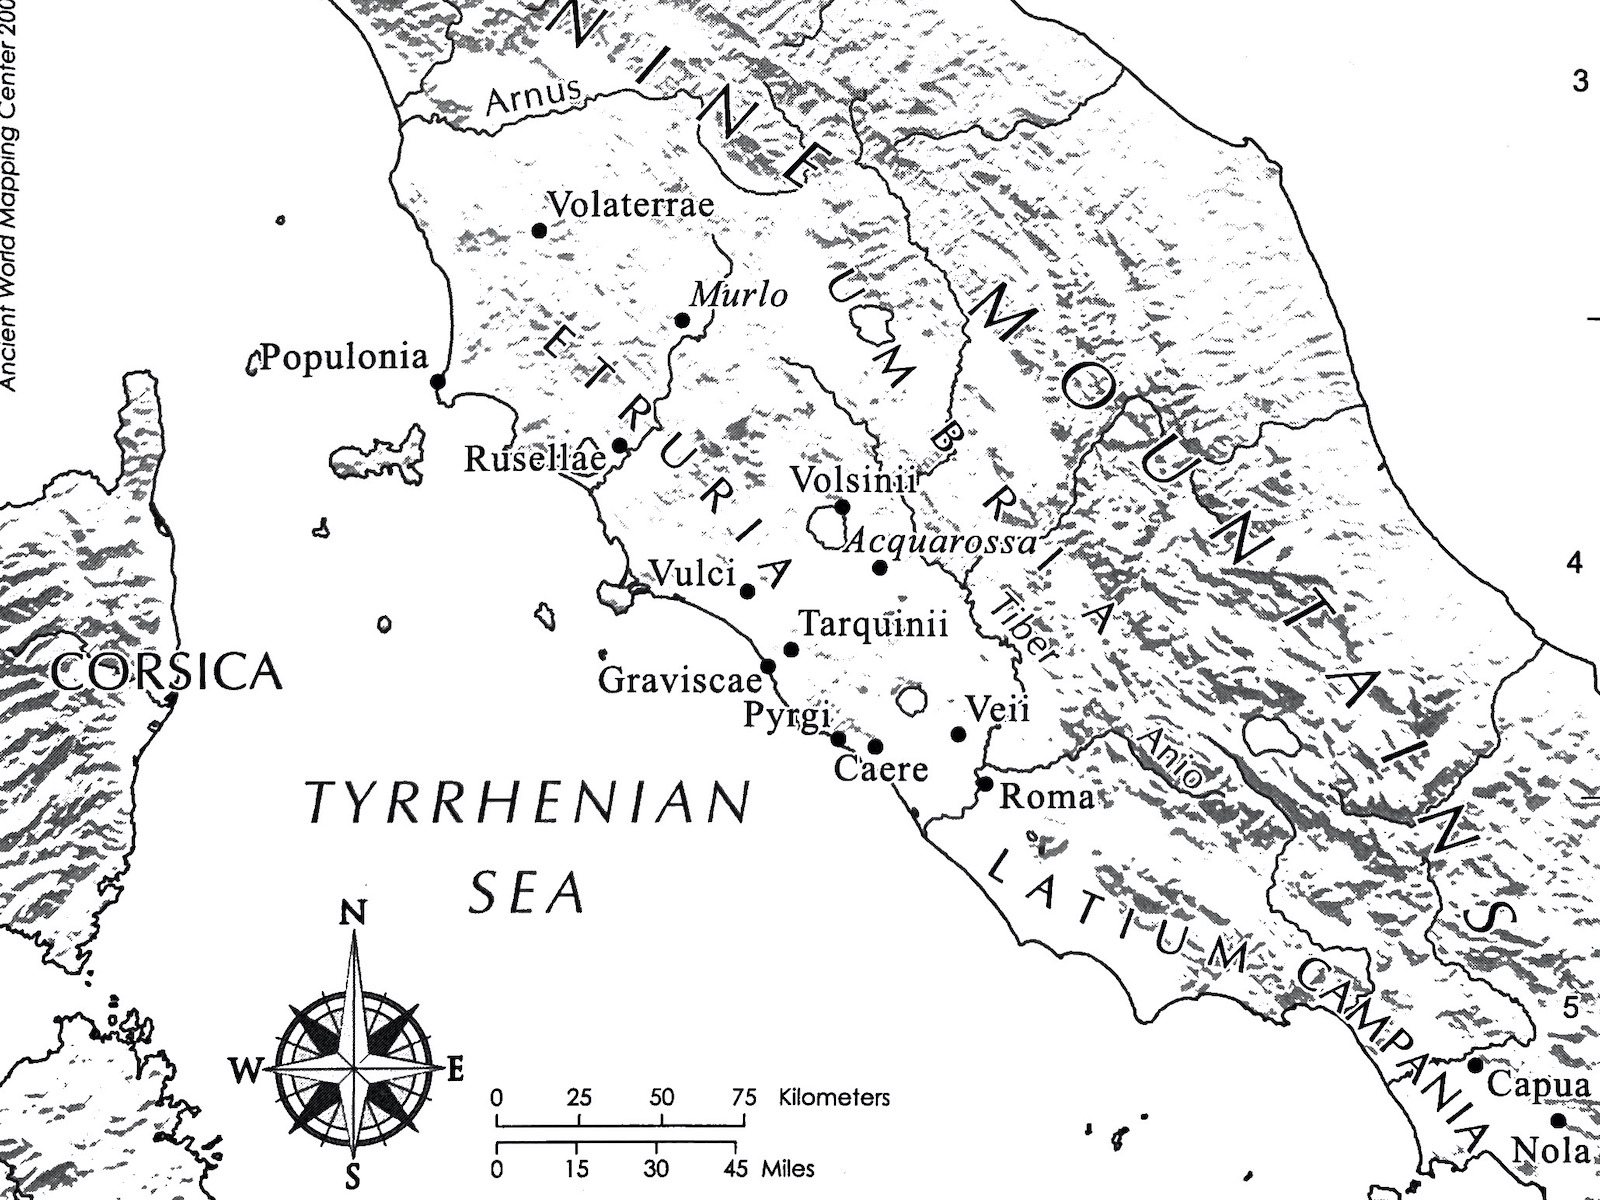 Ancient World Mapping Center 200
NINE
3
Arnus
Volaterrae
UMBRIA
MOUNTAINS
Murlo
ETRURIA
Populonia
Rusellae
Volsinii
Acquarossa
4
Vulci
Tiber
Tarquinii
CORSICA
Graviscae
Pyrgi
Veii
Anio
Caere
TYRRHENIAN
SEA
Roma
LATIUM
CAMPANIA
N
W
E
S
5
Capua
Nola
0 25 50 75 Kilometers
0 15 30 45 Miles